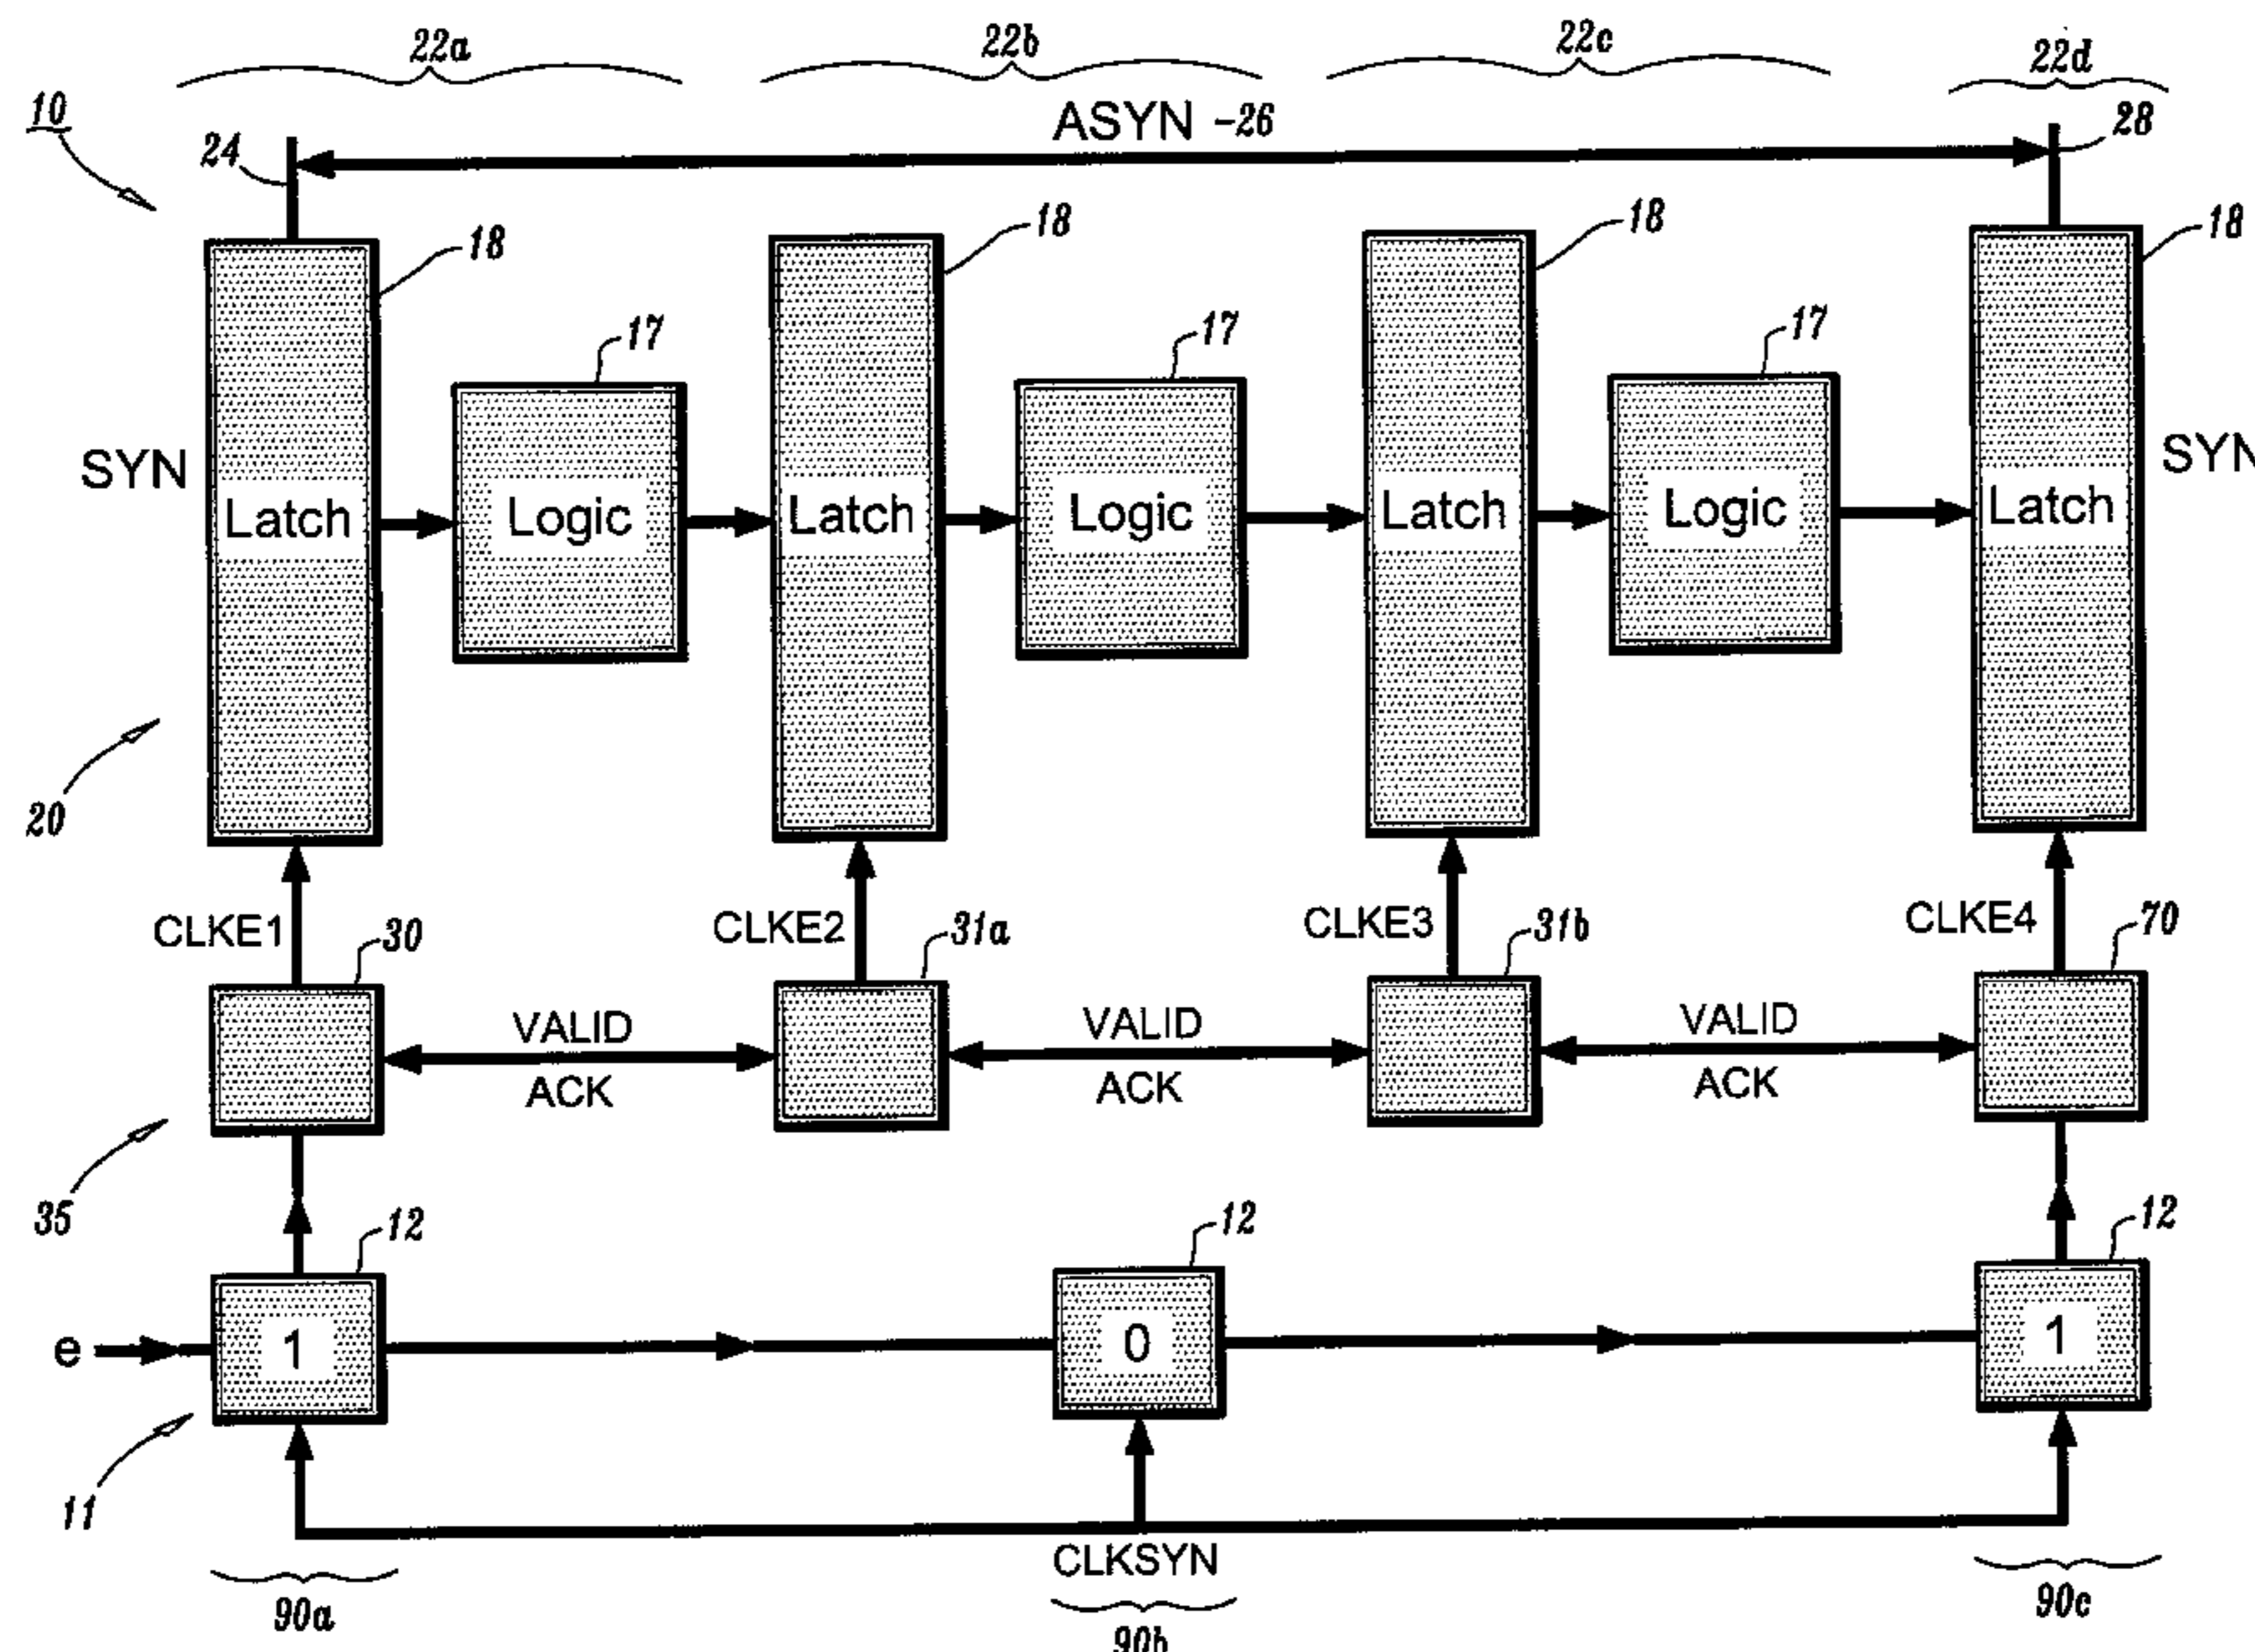 22a 22b 22c 22d
10 24 ASYN -26 28
18 18 18 18
17 17 17
SYN Latch Logic Latch Logic Latch Logic Latch SYN
20
CLKE1 CLKE2 CLKE3 CLKE4
30 31a 31b 70
VALID VALID VALID
ACK ACK ACK
35
12 12 12
e 1 0 1
11
CLKSYN
90a 90b 90c